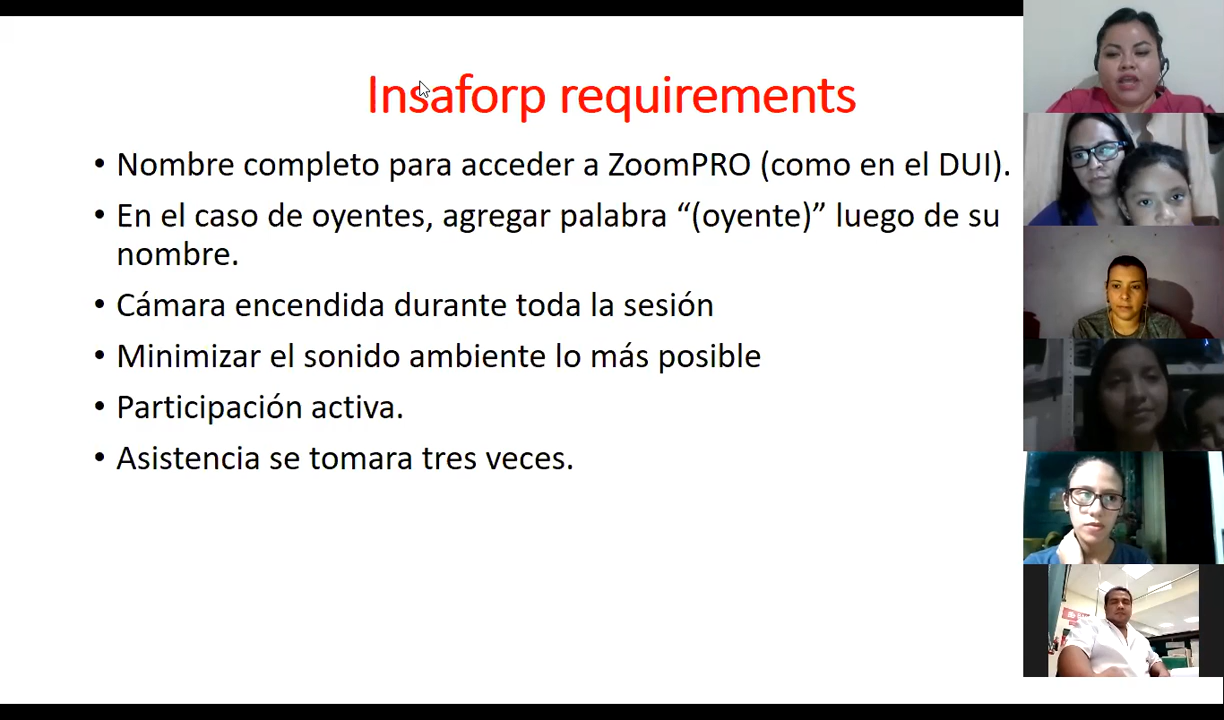 Insaforp requirements
• Nombre completo para acceder a ZoomPRO (como en el DUI).
• En el caso de oyentes, agregar palabra “(oyente)” luego de su
nombre.
• Cámara encendida durante toda la sesión
• Minimizar el sonido ambiente lo más posible
• Participación activa.
• Asistencia se tomara tres veces.